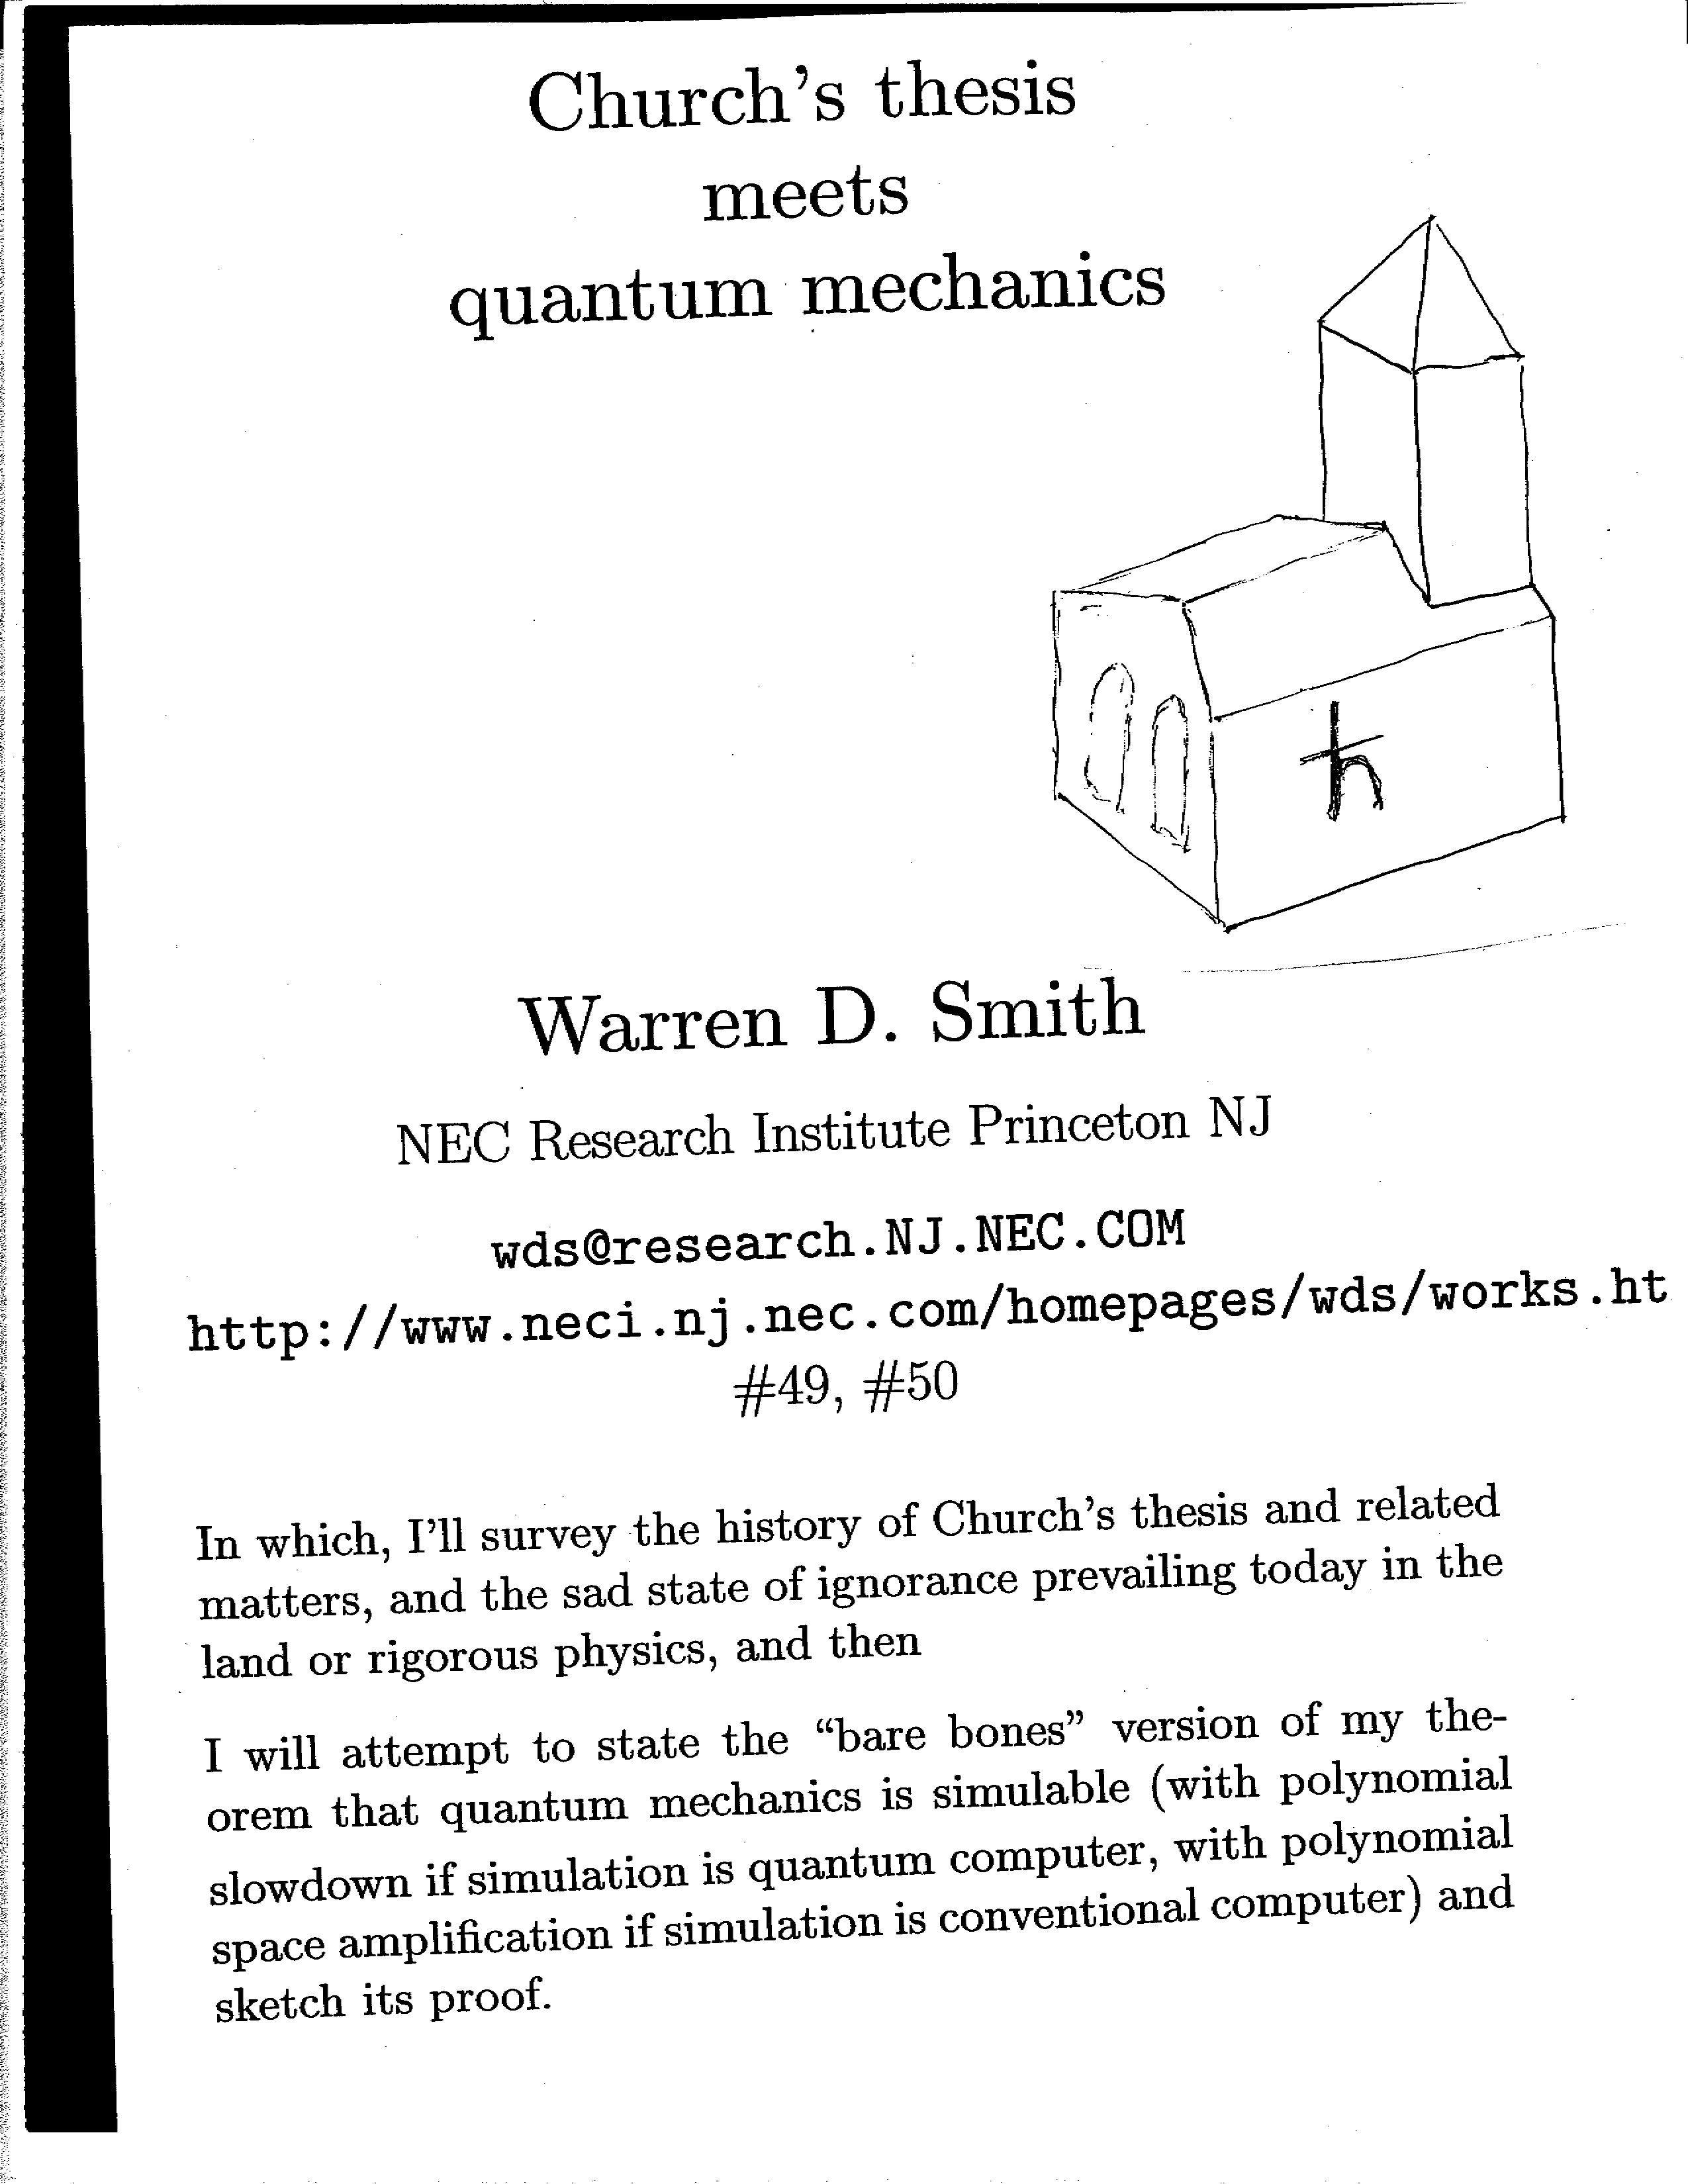 Church's thesis
meets
quantum mechanics
ħ
Warren D. Smith
NEC Research Institute Princeton NJ
wds@research.NJ.NEC.COM
http://www.neci.nj.nec.com/homepages/wds/works.ht
#49, #50
In which, I'll survey the history of Church's thesis and related
matters, and the sad state of ignorance prevailing today in the
land or rigorous physics, and then
I will attempt to state the “bare bones” version of my the-
orem that quantum mechanics is simulable (with polynomial
slowdown if simulation is quantum computer, with polynomial
space amplification if simulation is conventional computer) and
sketch its proof.